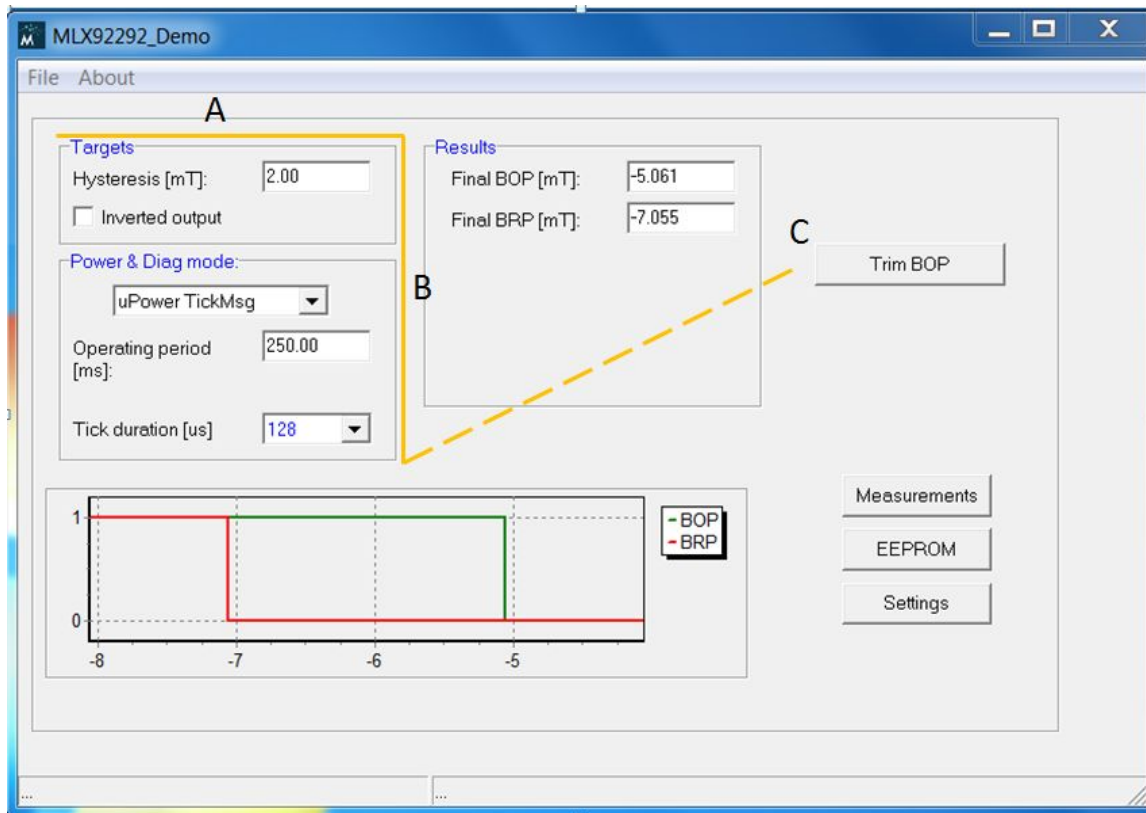 MLX92292_Demo
File About
A
Targets
Hysteresis [mT]: 2.00
Inverted output
Power & Diag mode:
uPower TickMsg
Operating period [ms]: 250.00
Tick duration [us] 128
B
Results
Final BOP [mT]: -5.061
Final BRP [mT]: -7.055
C
Trim BOP
1
0
-8 -7 -6 -5
BOP
BRP
Measurements
EEPROM
Settings
... ...